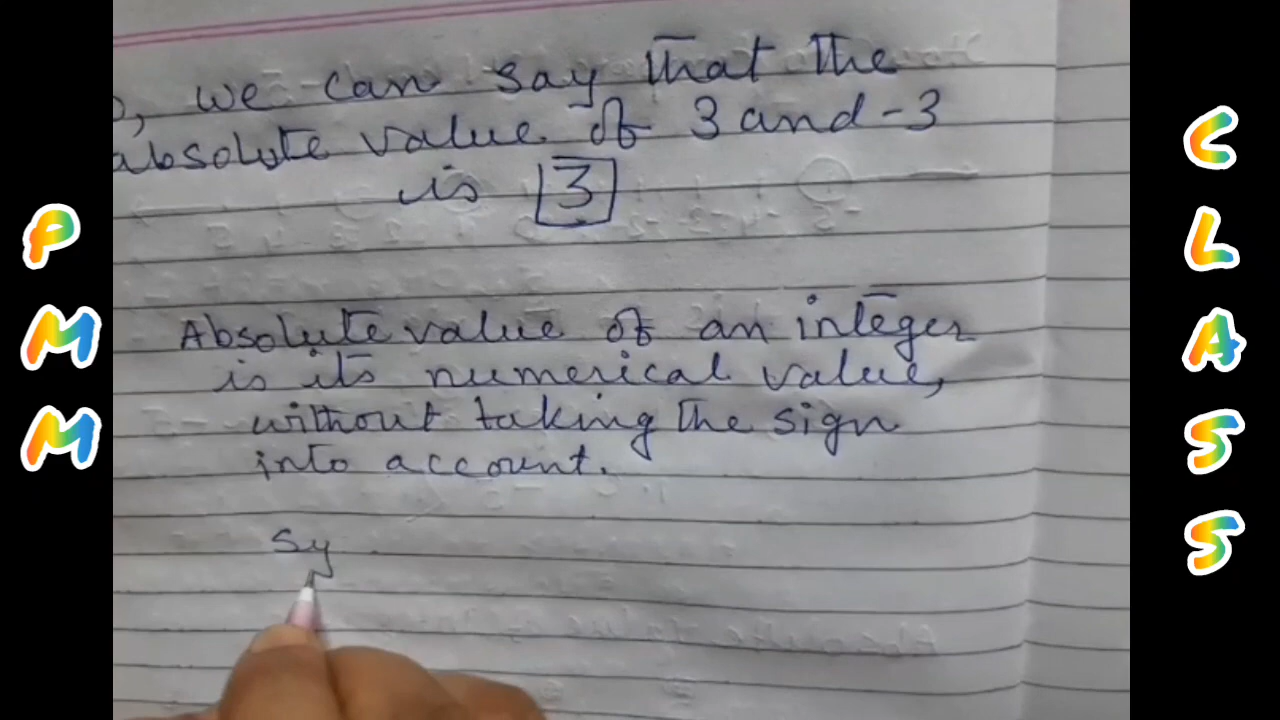 we can say that the
absolute value of 3 and -3
is 3
Absolute value of an integer
is its numerical value,
without taking the sign
into account.
Sy
PMM
CLASS